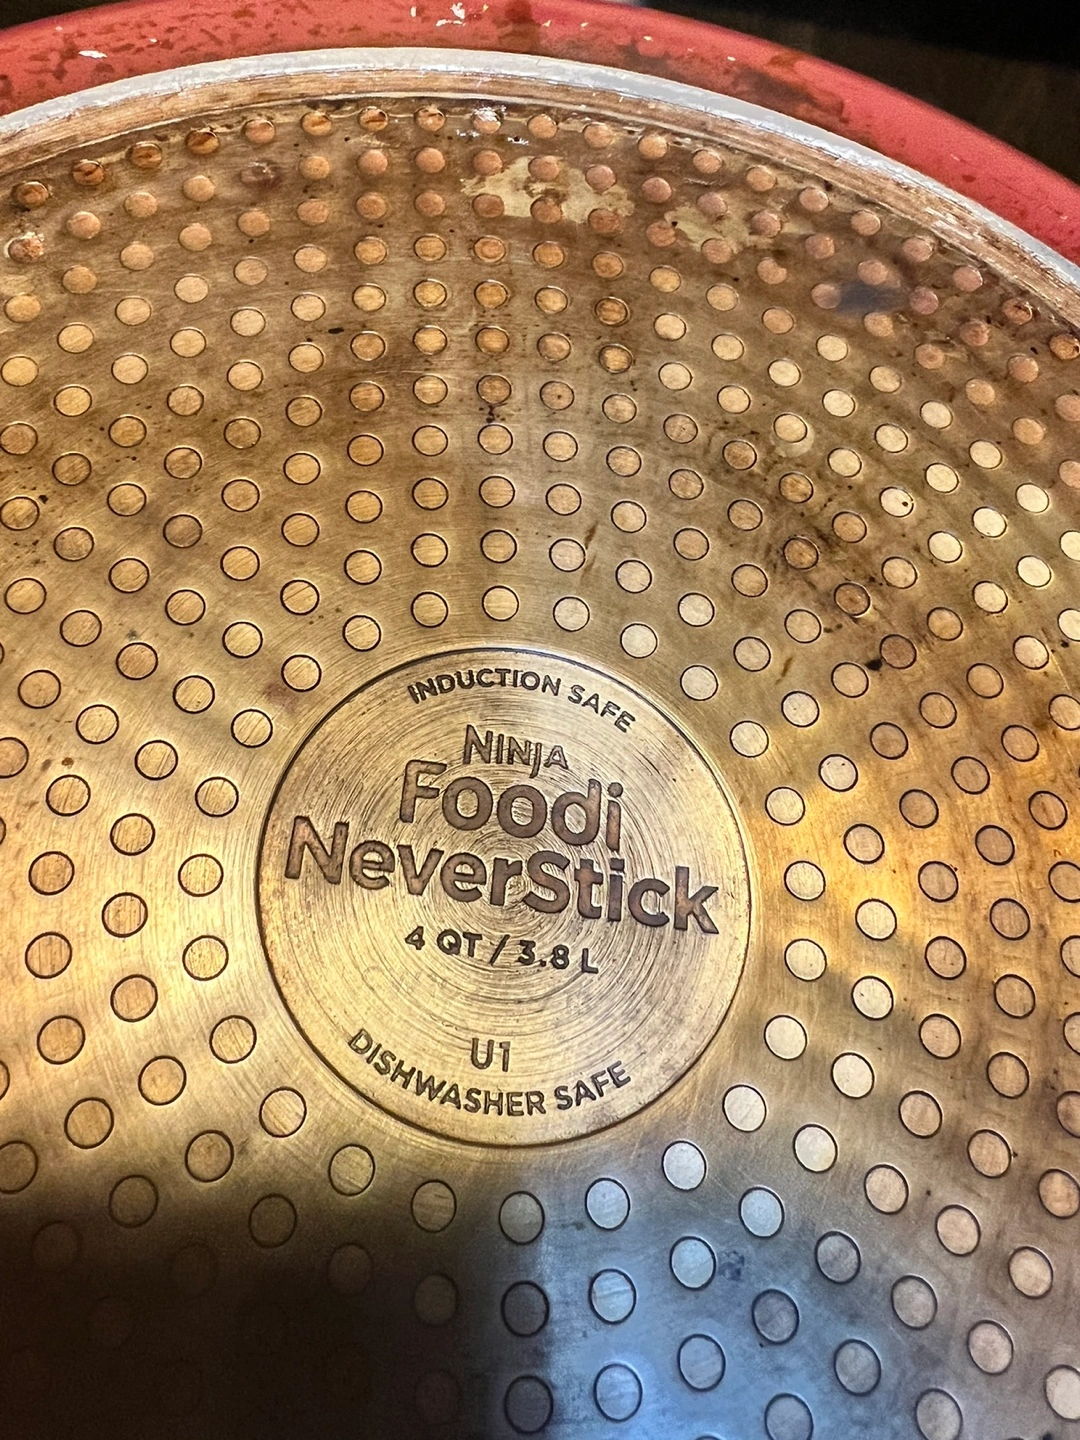 INDUCTION SAFE
NINJA
Foodi
NeverStick
4 QT / 3.8 L
U1
DISHWASHER SAFE